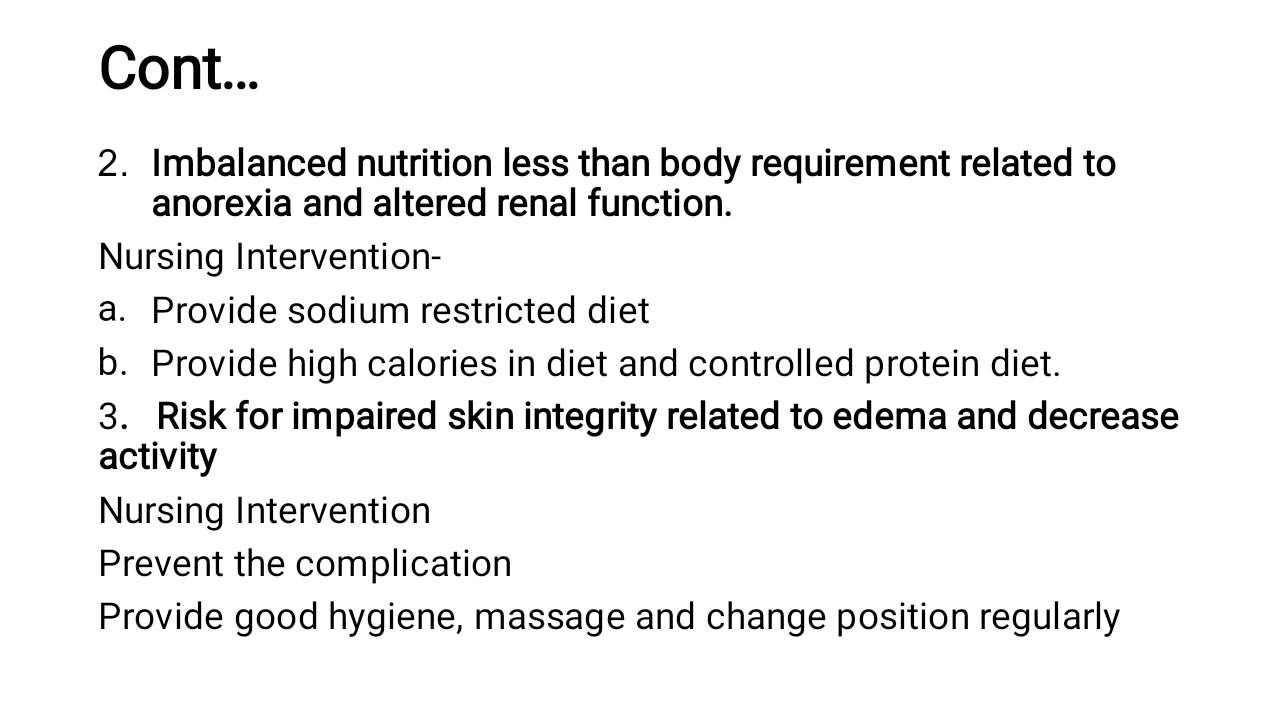 Cont...
2. Imbalanced nutrition less than body requirement related to
anorexia and altered renal function.
Nursing Intervention-
a. Provide sodium restricted diet
b. Provide high calories in diet and controlled protein diet.
3. Risk for impaired skin integrity related to edema and decrease
activity
Nursing Intervention
Prevent the complication
Provide good hygiene, massage and change position regularly